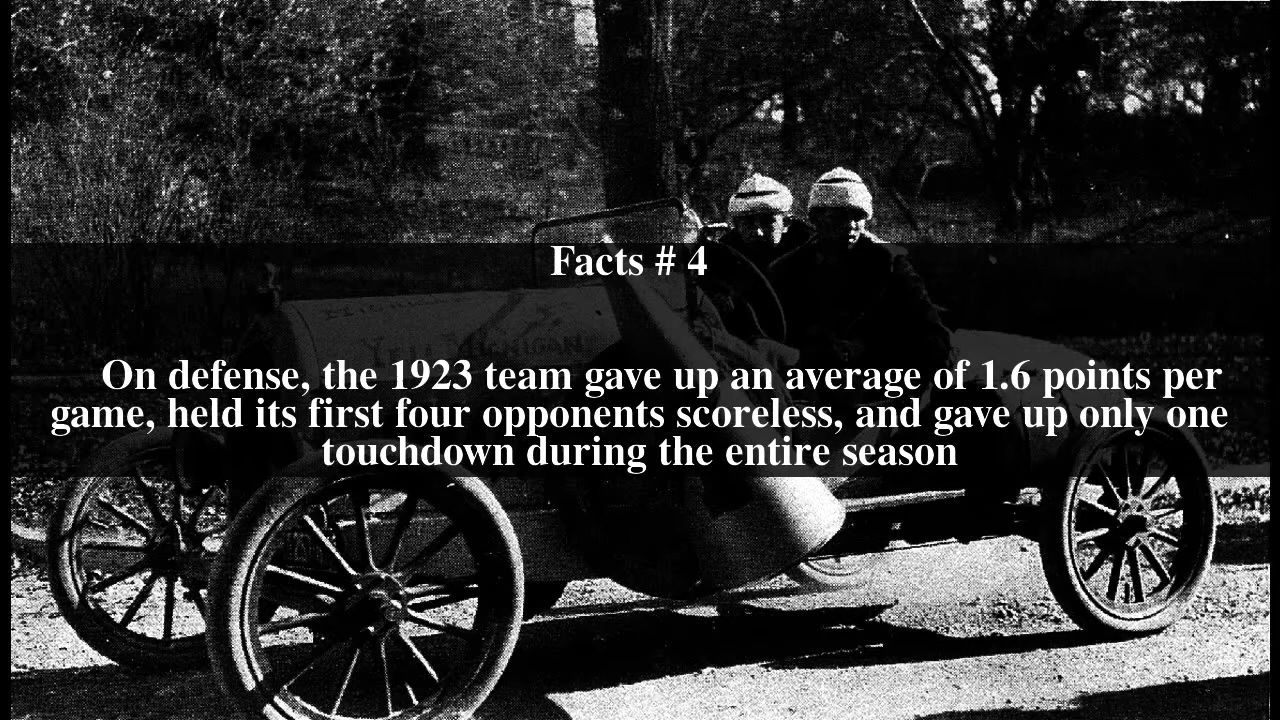 Facts # 4
On defense, the 1923 team gave up an average of 1.6 points per
game, held its first four opponents scoreless, and gave up only one
touchdown during the entire season